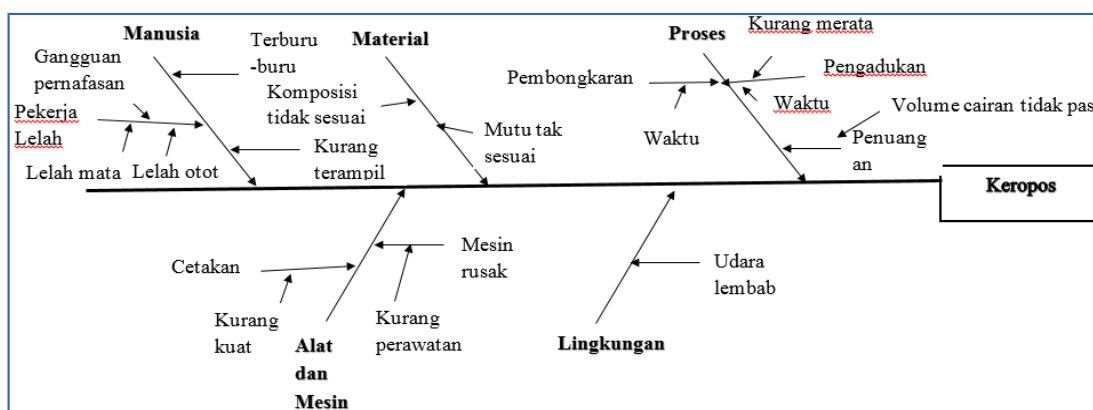 Manusia
Terburu
-buru
Gangguan
pernafasan
Pekerja
Lelah
Lelah mata
Lelah otot
Kurang
terampil
Material
Komposisi
tidak sesuai
Mutu tak
sesuai
Proses
Kurang merata
Pembongkaran
Pengadukan
Waktu
Waktu
Volume cairan tidak pas
Penuang
an
Keropos
Cetakan
Mesin
rusak
Kurang
kuat
Kurang
perawatan
Alat
dan
Mesin
Udara
lembab
Lingkungan